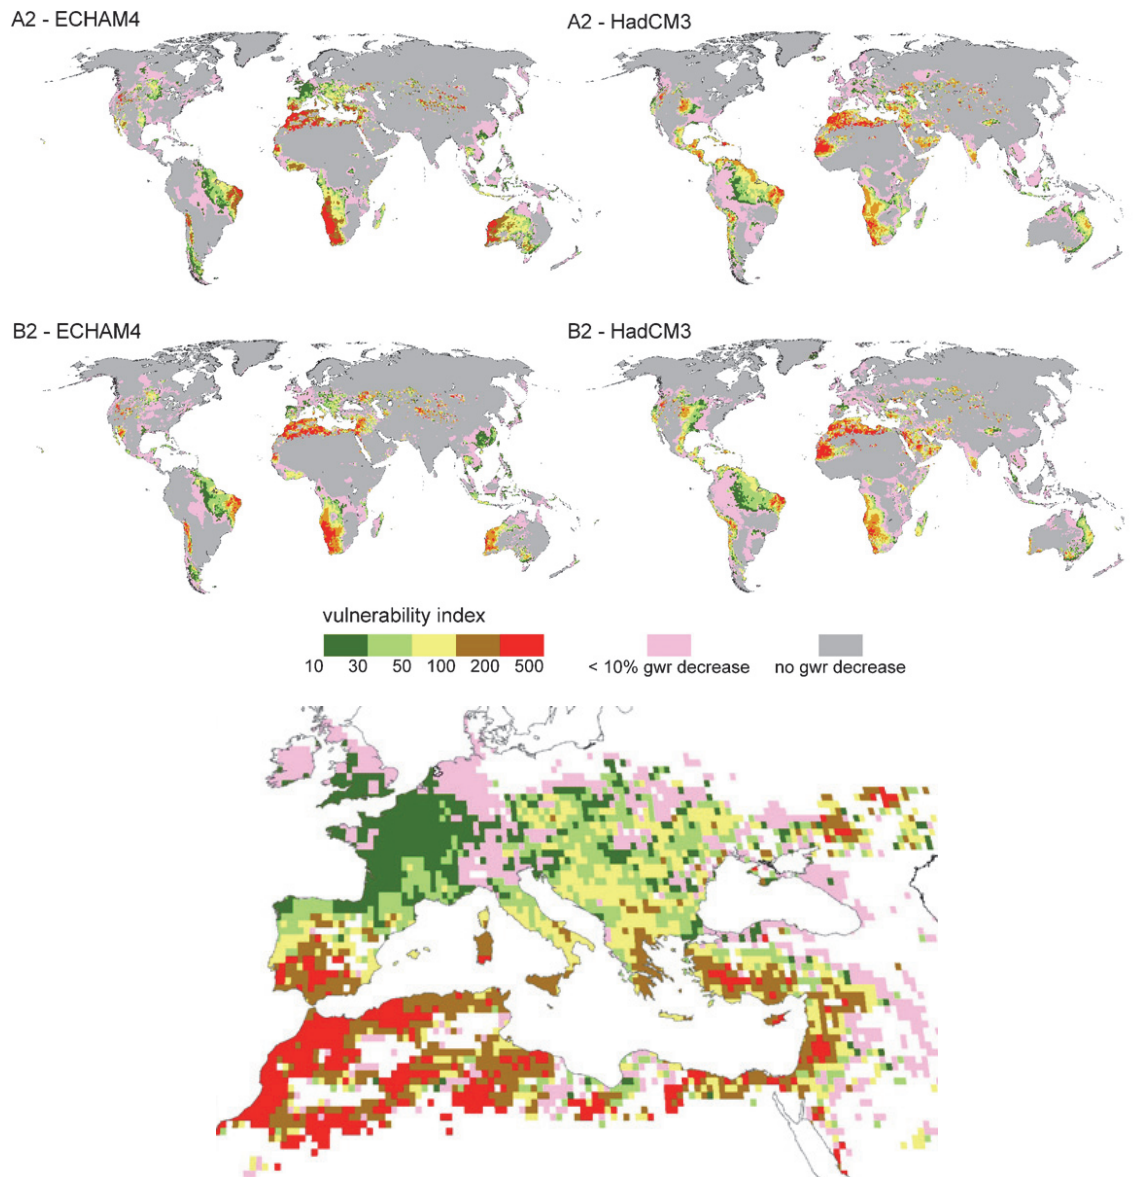 A2 - ECHAM4
A2 - HadCM3
B2 - ECHAM4
B2 - HadCM3
vulnerability index
10 30 50 100 200 500
< 10% gwr decrease
no gwr decrease